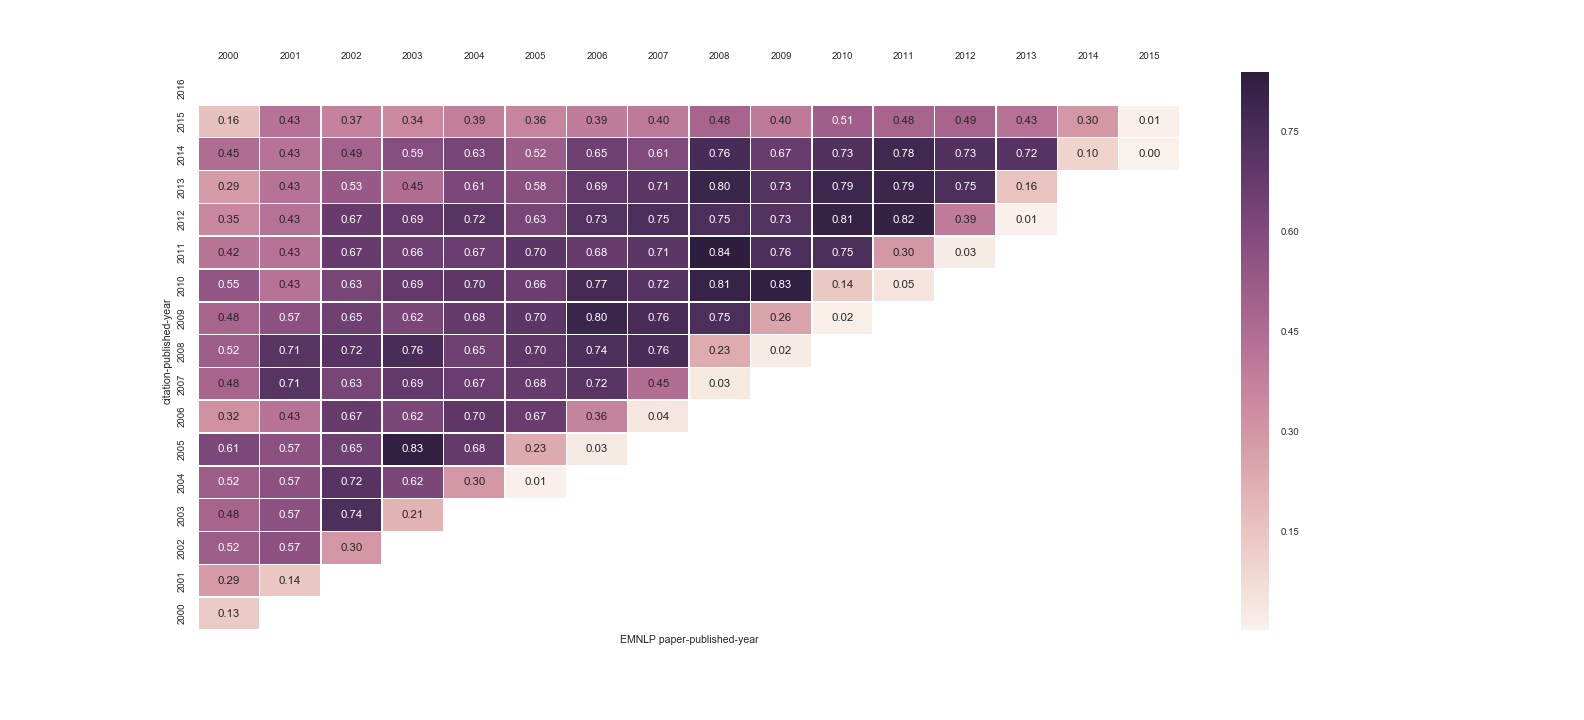 2000 2001 2002 2003 2004 2005 2006 2007 2008 2009 2010 2011 2012 2013 2014 2015
2016
2015 0.16 0.43 0.37 0.34 0.39 0.36 0.39 0.40 0.48 0.40 0.51 0.48 0.49 0.43 0.30 0.01
2014 0.45 0.43 0.49 0.59 0.63 0.52 0.65 0.61 0.76 0.67 0.73 0.78 0.73 0.72 0.10 0.00
2013 0.29 0.43 0.53 0.45 0.61 0.58 0.69 0.71 0.80 0.73 0.79 0.79 0.75 0.16
2012 0.35 0.43 0.67 0.69 0.72 0.63 0.73 0.75 0.75 0.73 0.81 0.82 0.39 0.01
2011 0.42 0.43 0.67 0.66 0.67 0.70 0.68 0.71 0.84 0.76 0.75 0.30 0.03
2010 0.55 0.43 0.63 0.69 0.70 0.66 0.77 0.72 0.81 0.83 0.14 0.05
2009 0.48 0.57 0.65 0.62 0.68 0.70 0.80 0.76 0.75 0.26 0.02
2008 0.52 0.71 0.72 0.76 0.65 0.70 0.74 0.76 0.23 0.02
2007 0.48 0.71 0.63 0.69 0.67 0.68 0.72 0.45 0.03
2006 0.32 0.43 0.67 0.62 0.70 0.67 0.36 0.04
2005 0.61 0.57 0.65 0.83 0.68 0.23 0.03
2004 0.52 0.57 0.72 0.62 0.30 0.01
2003 0.48 0.57 0.74 0.21
2002 0.52 0.57 0.30
2001 0.29 0.14
2000 0.13
citation-published-year
EMNLP paper-published-year
0.75
0.60
0.45
0.30
0.15